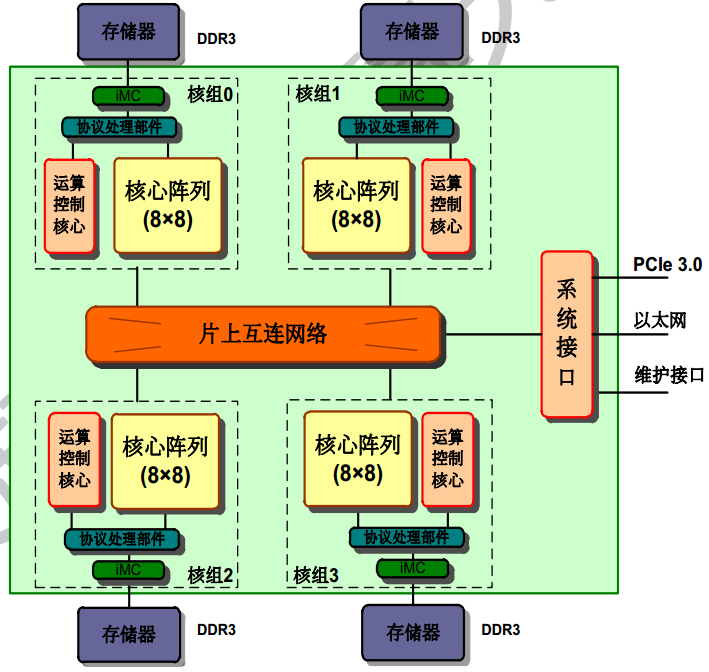 存储器
DDR3
存储器
DDR3
iMC
核组0
协议处理部件
运算
控制
核心
核心阵列
(8×8)
核组1
iMC
协议处理部件
核心阵列
(8×8)
运算
控制
核心
片上互连网络
系
统
接
口
PCIe 3.0
以太网
维护接口
运算
控制
核心
核心阵列
(8×8)
协议处理部件
iMC
核组2
核心阵列
(8×8)
运算
控制
核心
协议处理部件
iMC
核组3
存储器
DDR3
存储器
DDR3